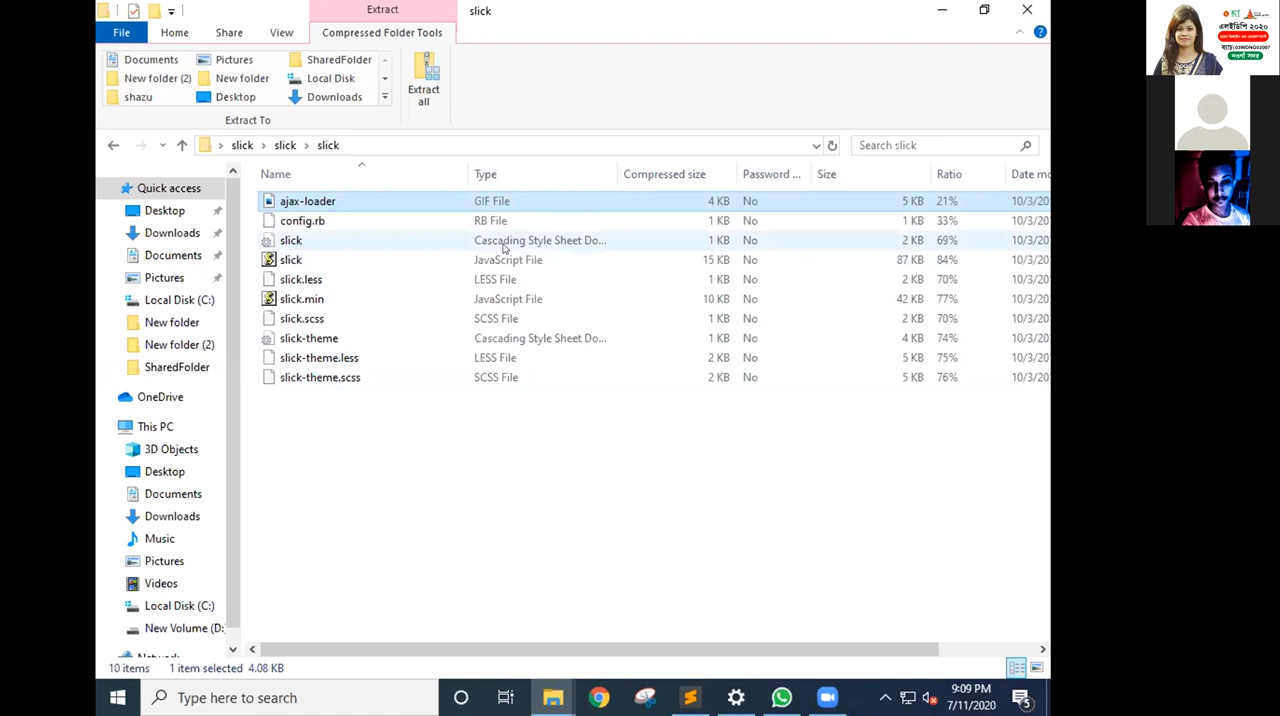 Extract
slick
File
Home
Share
View
Compressed Folder Tools
Documents
Pictures
SharedFolder
New folder (2)
New folder
Local Disk
shazu
Desktop
Downloads
Extract all
Extract To
slick > slick > slick
Search slick
Name
Type
Compressed size
Password ...
Size
Ratio
Date mo
ajax-loader GIF File 4 KB No 5 KB 21% 10/3/20
config.rb RB File 1 KB No 1 KB 33% 10/3/20
slick Cascading Style Sheet Do... 1 KB No 2 KB 69% 10/3/20
slick JavaScript File 15 KB No 87 KB 84% 10/3/20
slick.less LESS File 1 KB No 2 KB 70% 10/3/20
slick.min JavaScript File 10 KB No 42 KB 77% 10/3/20
slick.scss SCSS File 1 KB No 2 KB 70% 10/3/20
slick-theme Cascading Style Sheet Do... 1 KB No 4 KB 74% 10/3/20
slick-theme.less LESS File 2 KB No 5 KB 75% 10/3/20
slick-theme.scss SCSS File 2 KB No 5 KB 76% 10/3/20
Quick access
Desktop
Downloads
Documents
Pictures
Local Disk (C:)
New folder
New folder (2)
SharedFolder
OneDrive
This PC
3D Objects
Desktop
Documents
Downloads
Music
Pictures
Videos
Local Disk (C:)
New Volume (D:
Network
10 items
1 item selected 4.08 KB
Type here to search
9:09 PM
7/11/2020
5
ICT
এলইডিপি ২০২০
নওগাঁ সদর